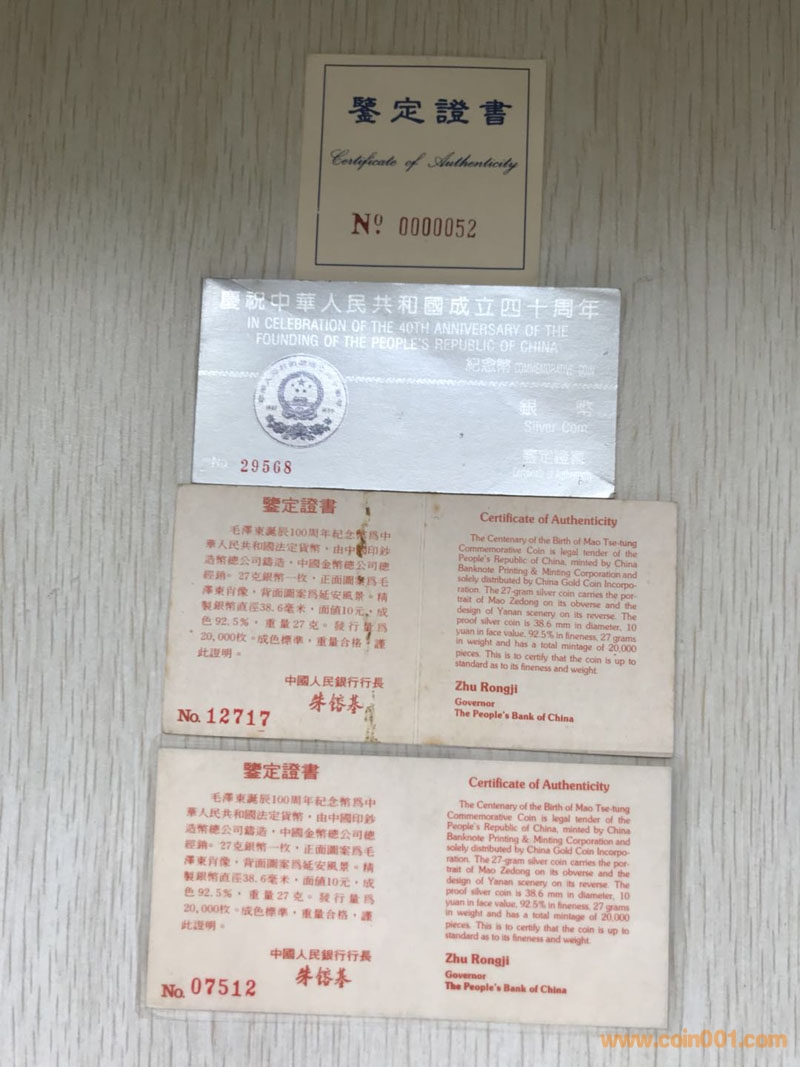 鑒定證書
Certificate of Authenticity
Nº. 0000052
慶祝中華人民共和國成立四十周年
IN CELEBRATION OF THE 40TH ANNIVERSARY OF THE
FOUNDING OF THE PEOPLE'S REPUBLIC OF CHINA
紀念幣 COMMEMORATIVE COIN
銀幣
Silver Coin
鑒定證書
Certificate of Authenticity
No. 29568
鑒定證書
毛澤東誕辰100周年紀念幣爲中
華人民共和國法定貨幣，由中國印鈔
造幣總公司鑄造，中國金幣總公司總
經銷。27克銀幣一枚，正面圖案爲毛
澤東肖像，背面圖案爲延安風景。精
製銀幣直徑38.6毫米，面值10元，成
色92.5%，重量27克。發行量爲
20,000枚。成色標準，重量合格，謹
此證明。
中國人民銀行行長
朱鎔基
No. 12717
Certificate of Authenticity
The Centenary of the Birth of Mao Tse-tung
Commemorative Coin is legal tender of the
People's Republic of China, minted by China
Banknote Printing & Minting Corporation and
solely distributed by China Gold Coin Incorpo-
ration. The 27-gram silver coin carries the por-
trait of Mao Zedong on its obverse and the
design of Yanan scenery on its reverse. The
proof silver coin is 38.6 mm in diameter, 10
yuan in face value, 92.5% in fineness, 27 grams
in weight and has a total mintage of 20,000
pieces. This is to certify that the coin is up to
standard as to its fineness and weight.
Zhu Rongji
Governor
The People's Bank of China
鑒定證書
毛澤東誕辰100周年紀念幣爲中
華人民共和國法定貨幣，由中國印鈔
造幣總公司鑄造，中國金幣總公司總
經銷。27克銀幣一枚，正面圖案爲毛
澤東肖像，背面圖案爲延安風景。精
製銀幣直徑38.6毫米，面値10元，成
色92.5%，重量27克。發行量爲
20,000枚。成色標準，重量合格，謹
此證明。
中國人民銀行行長
朱鎔基
No. 07512
Certificate of Authenticity
The Centenary of the Birth of Mao Tse-tung
Commemorative Coin is legal tender of the
People's Republic of China, minted by China
Banknote Printing & Minting Corporation and
solely distributed by China Gold Coin Incorpo-
ration. The 27-gram silver coin carries the por-
trait of Mao Zedong on its obverse and the
design of Yanan scenery on its reverse. The
proof silver coin is 38.6 mm in diameter, 10
yuan in face value, 92.5% in fineness, 27 grams
in weight and has a total mintage of 20,000
pieces. This is to certify that the coin is up to
standard as to its fineness and weight.
Zhu Rongji
Governor
The People's Bank of China
www.coin001.com